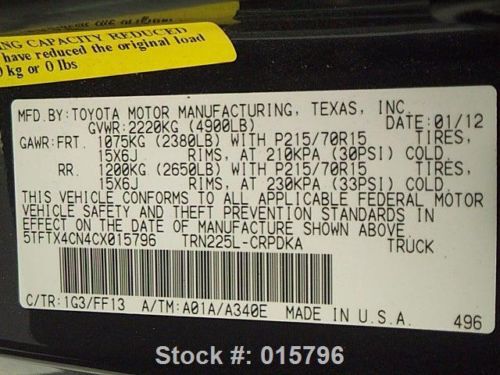 NG CAPACITY REDUCED
have reduced the original load
kg or 0 lbs
MFD.BY:TOYOTA MOTOR MANUFACTURING, TEXAS, INC.
GVWR:2220KG (4900LB) DATE:01/12
GAWR:FRT. 1075KG (2380LB) WITH P215/70R15 TIRES,
15X6J RIMS, AT 210KPA (30PSI) COLD.
RR. 1200KG (2650LB) WITH P215/70R15 TIRES,
15X6J RIMS, AT 230KPA (33PSI) COLD.
THIS VEHICLE CONFORMS TO ALL APPLICABLE FEDERAL MOTOR
VEHICLE SAFETY AND THEFT PREVENTION STANDARDS IN
EFFECT ON THE DATE OF MANUFACTURE SHOWN ABOVE.
5TFTX4CN4CX015796 TRN225L-CRPDKA TRUCK
C/TR:1G3/FF13 A/TM:A01A/A340E MADE IN U.S.A. 496
Stock #: 015796